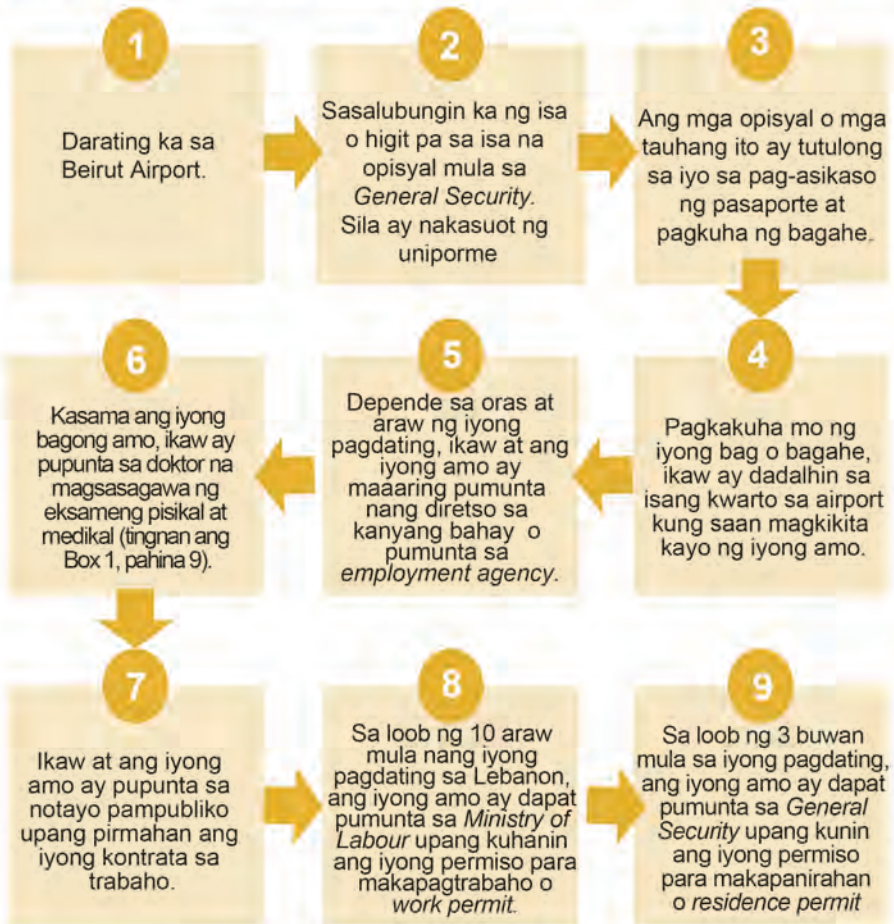 1
Darating ka sa
Beirut Airport.
2
Sasalubungin ka ng isa
o higit pa sa isa na
opisyal mula sa
General Security.
Sila ay nakasuot ng
uniporme
3
Ang mga opisyal o mga
tauhang ito ay tutulong
sa iyo sa pag-asikaso
ng pasaporte at
pagkuha ng bagahe.
4
Pagkakuha mo ng
iyong bag o bagahe,
ikaw ay dadalhin sa
isang kwarto sa airport
kung saan magkikita
kayo ng iyong amo.
5
Depende sa oras at
araw ng iyong
pagdating, ikaw at ang
iyong amo ay
maaaring pumunta
nang diretso sa
kanyang bahay o
pumunta sa
employment agency.
6
Kasama ang iyong
bagong amo, ikaw ay
pupunta sa doktor na
magsasagawa ng
eksameng pisikal at
medikal (tingnan ang
Box 1, pahina 9).
7
Ikaw at ang iyong
amo ay pupunta sa
notayo pampubliko
upang pirmahan ang
iyong kontrata sa
trabaho.
8
Sa loob ng 10 araw
mula nang iyong
pagdating sa Lebanon,
ang iyong amo ay dapat
pumunta sa Ministry of
Labour upang kuhanin
ang iyong permiso para
makapagtrabaho o
work permit.
9
Sa loob ng 3 buwan
mula sa iyong pagdating,
ang iyong amo ay dapat
pumunta sa General
Security upang kunin
ang iyong permiso
para makapanirahan
o residence permit